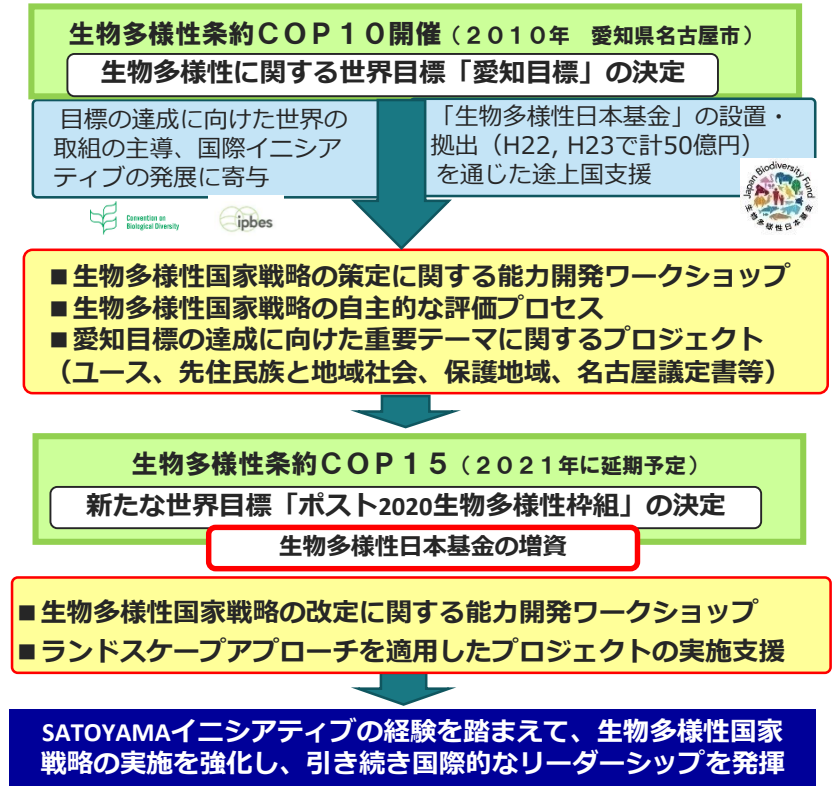 生物多様性条約ＣＯＰ１０開催（２０１０年　愛知県名古屋市）
生物多様性に関する世界目標「愛知目標」の決定
目標の達成に向けた世界の
取組の主導、国際イニシア
ティブの発展に寄与
「生物多様性日本基金」の設置・
拠出（H22, H23で計50億円）
を通じた途上国支援
Convention on
Biological Diversity
ipbes
Japan Biodiversity Fund
生物多様性日本基金
■生物多様性国家戦略の策定に関する能力開発ワークショップ
■生物多様性国家戦略の自主的な評価プロセス
■愛知目標の達成に向けた重要テーマに関するプロジェクト
（ユース、先住民族と地域社会、保護地域、名古屋議定書等）
生物多様性条約ＣＯＰ１５（２０２１年に延期予定）
新たな世界目標「ポスト2020生物多様性枠組」の決定
生物多様性日本基金の増資
■生物多様性国家戦略の改定に関する能力開発ワークショップ
■ランドスケープアプローチを適用したプロジェクトの実施支援
SATOYAMAイニシアティブの経験を踏まえて、生物多様性国家
戦略の実施を強化し、引き続き国際的なリーダーシップを発揮